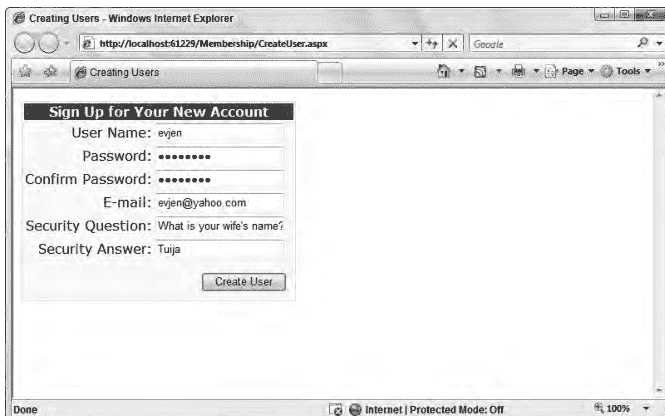 Creating Users - Windows Internet Explorer
http://localhost:61229/Membership/CreateUser.aspx
Google
Creating Users
Page
Tools
Sign Up for Your New Account
User Name: evjen
Password: ••••••••
Confirm Password: ••••••••
E-mail: evjen@yahoo.com
Security Question: What is your wife's name?
Security Answer: Tuija
Create User
Done
Internet | Protected Mode: Off
100%